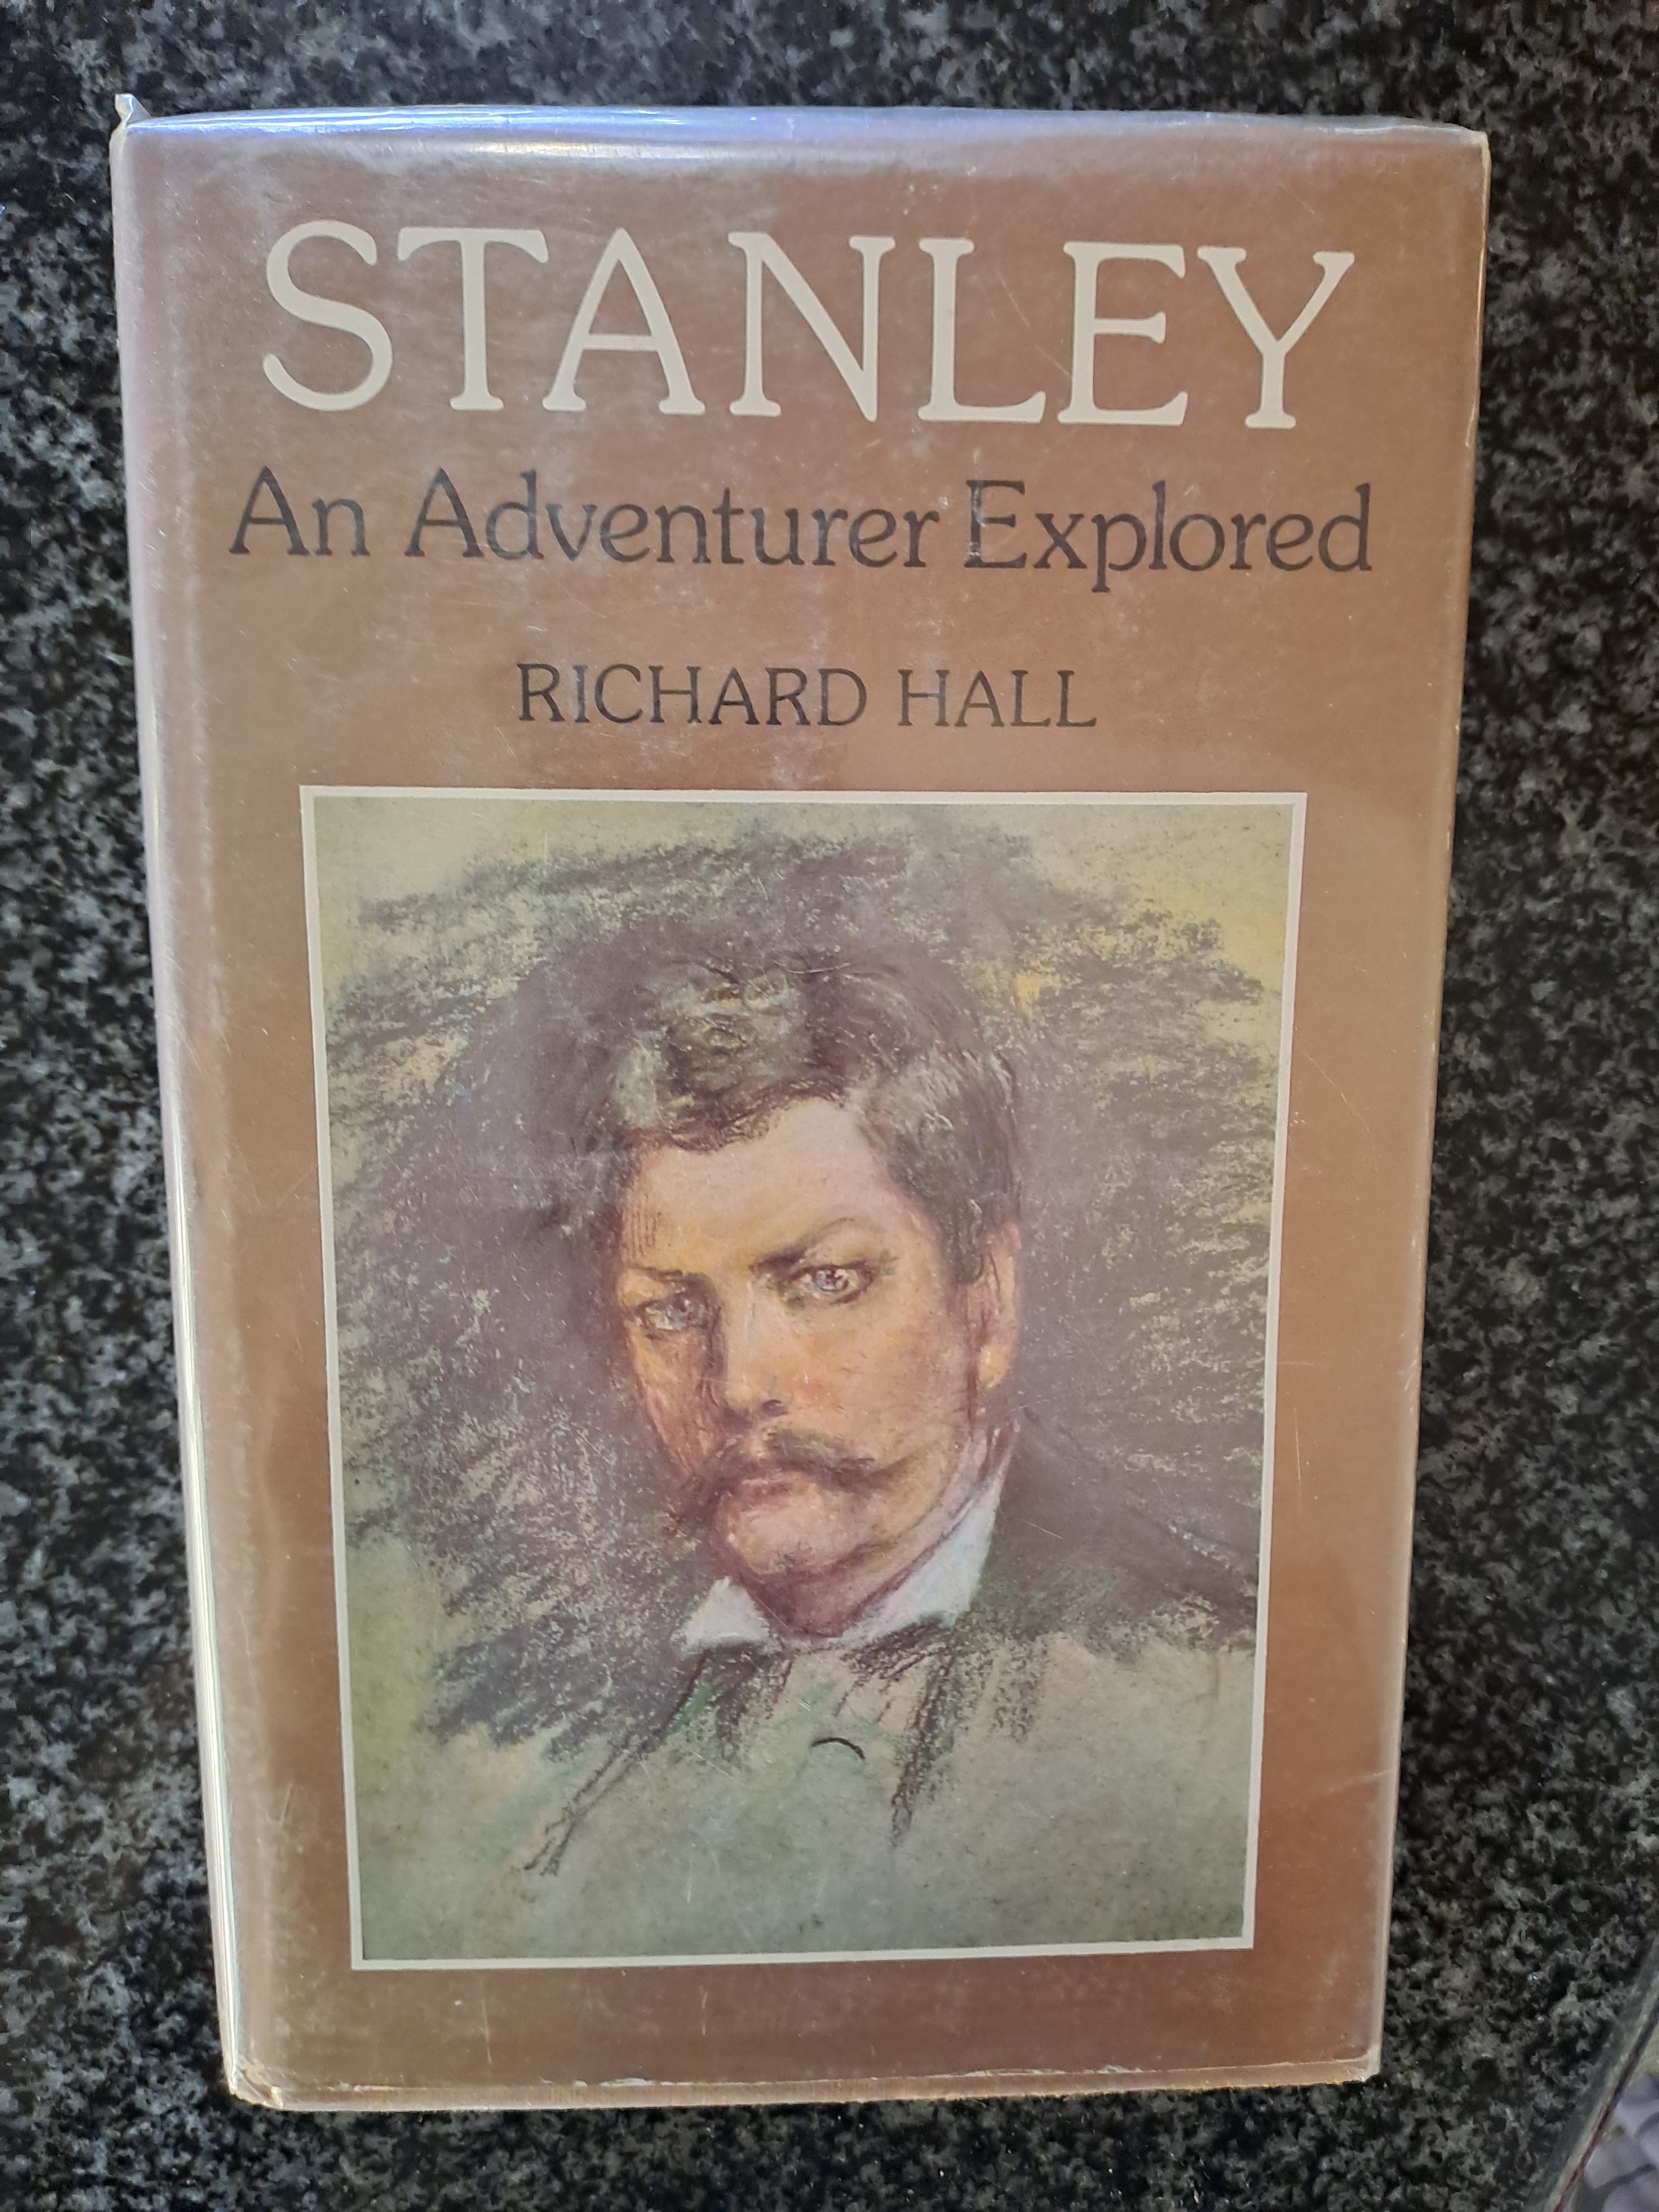 STANLEY
An Adventurer Explored
RICHARD HALL